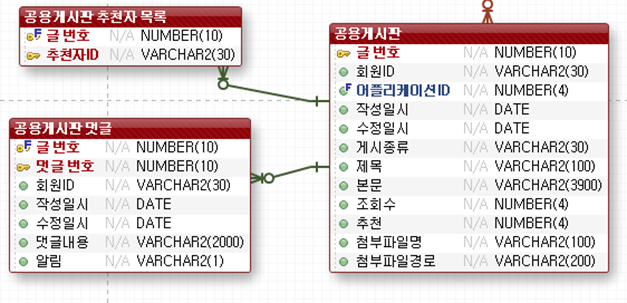 공용게시판 추천자 목록
글 번호 N/A NUMBER(10)
추천자ID N/A VARCHAR2(30)
공용게시판
글 번호 N/A NUMBER(10)
회원ID N/A VARCHAR2(30)
어플리케이션ID N/A NUMBER(4)
작성일시 N/A DATE
수정일시 N/A DATE
게시종류 N/A VARCHAR2(30)
제목 N/A VARCHAR2(100)
본문 N/A VARCHAR2(3900)
조회수 N/A NUMBER(4)
추천 N/A NUMBER(4)
첨부파일명 N/A VARCHAR2(100)
첨부파일경로 N/A VARCHAR2(200)
공용게시판 댓글
글 번호 N/A NUMBER(10)
댓글 번호 N/A NUMBER(10)
회원ID N/A VARCHAR2(30)
작성일시 N/A DATE
수정일시 N/A DATE
댓글내용 N/A VARCHAR2(2000)
알림 N/A VARCHAR2(1)